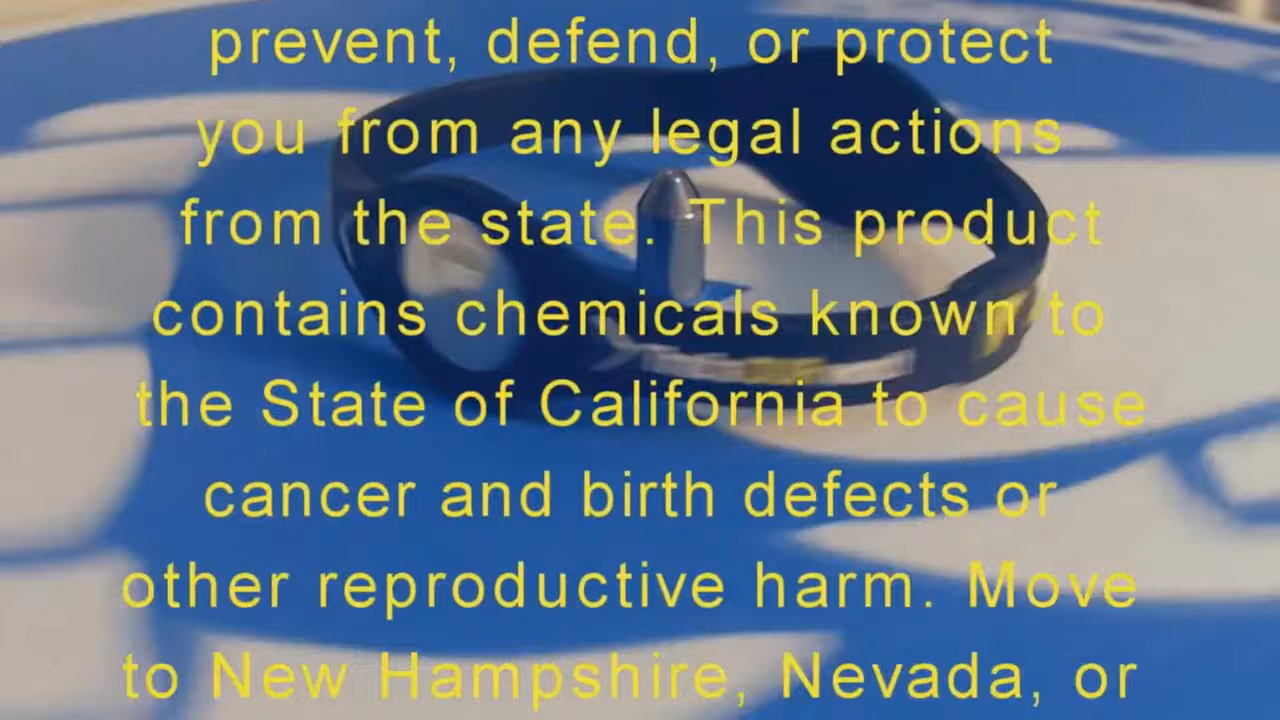 prevent, defend, or protect
you from any legal actions
from the state. This product
contains chemicals known to
the State of California to cause
cancer and birth defects or
other reproductive harm. Move
to New Hampshire, Nevada, or